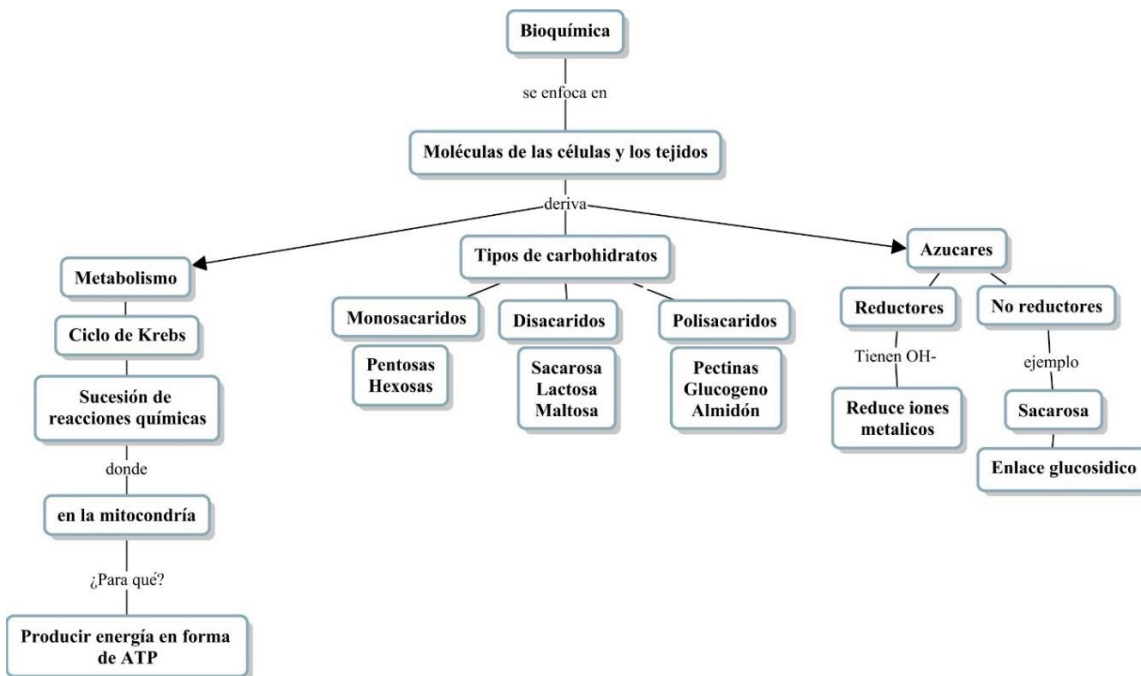 Bioquímica
se enfoca en
Moléculas de las células y los tejidos
deriva
Metabolismo
Ciclo de Krebs
Sucesión de
reacciones químicas
donde
en la mitocondría
¿Para qué?
Producir energía en forma
de ATP
Tipos de carbohidratos
Monosacaridos
Pentosas
Hexosas
Disacaridos
Sacarosa
Lactosa
Maltosa
Polisacaridos
Pectinas
Glucogeno
Almidón
Azucares
Reductores
Tienen OH-
Reduce iones
metalicos
No reductores
ejemplo
Sacarosa
Enlace glucosidico